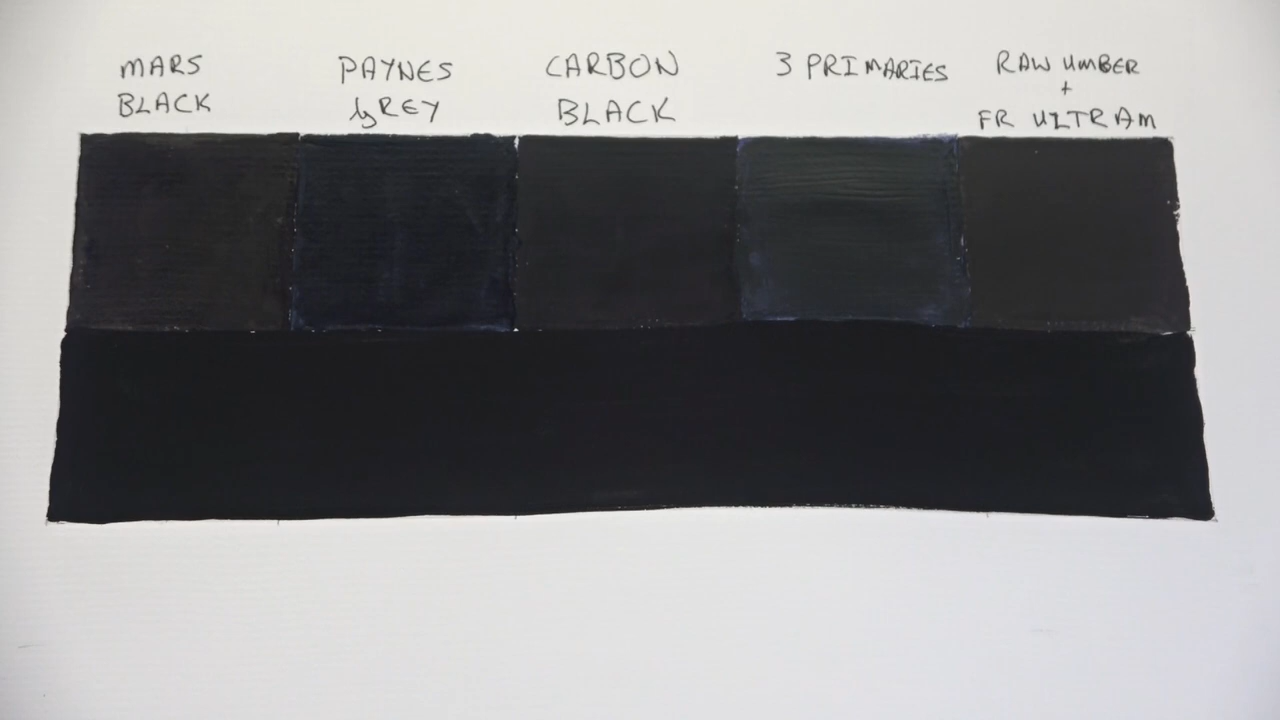 MARS
BLACK
PAYNES
GREY
CARBON
BLACK
3 PRIMARIES
RAW UMBER
+
FR ULTRAM